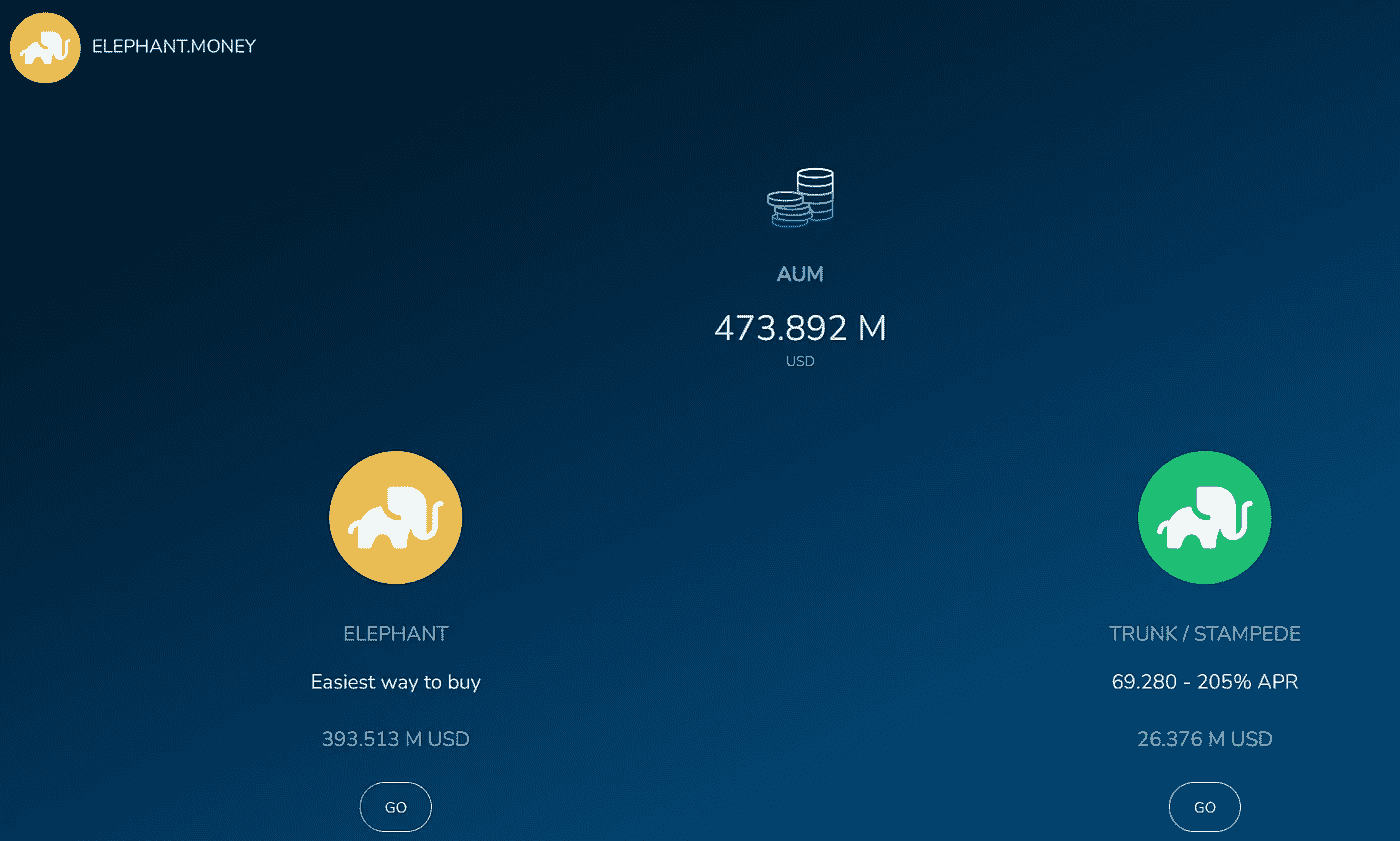 ELEPHANT.MONEY
AUM
473.892 M
USD
ELEPHANT
Easiest way to buy
393.513 M USD
GO
TRUNK / STAMPEDE
69.280 - 205% APR
26.376 M USD
GO